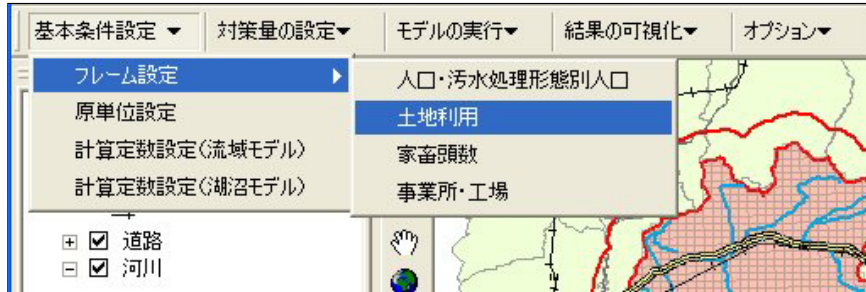 基本条件設定 ▼ 対策量の設定▼ モデルの実行▼ 結果の可視化▼ オプション▼
フレーム設定
原単位設定
計算定数設定(流域モデル)
計算定数設定(湖沼モデル)
人口・汚水処理形態別人口
土地利用
家畜頭数
事業所・工場
道路
河川